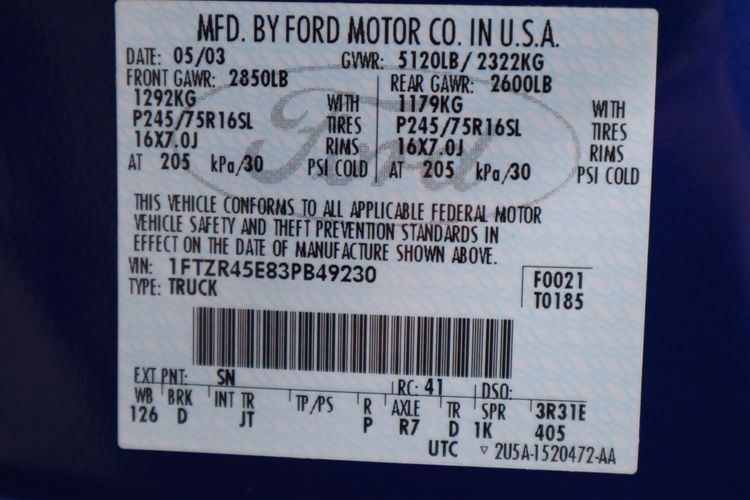 MFD. BY FORD MOTOR CO. IN U.S.A.
DATE: 05/03 GVWR: 5120LB/ 2322KG
FRONT GAWR: 2850LB REAR GAWR: 2600LB
1292KG WITH 1179KG WITH
P245/75R16SL TIRES P245/75R16SL TIRES
16X7.0J RIMS 16X7.0J RIMS
AT 205 kPa/30 PSI COLD AT 205 kPa/30 PSI COLD
Ford
THIS VEHICLE CONFORMS TO ALL APPLICABLE FEDERAL MOTOR
VEHICLE SAFETY AND THEFT PREVENTION STANDARDS IN
EFFECT ON THE DATE OF MANUFACTURE SHOWN ABOVE.
VIN: 1FTZR45E83PB49230 F0021
TYPE: TRUCK T0185
EXT PNT: SN RC: 41 DSO:
WB BRK INT TR TP/PS R AXLE TR SPR 3R31E
126 D JT P R7 D 1K 405
UTC ▽ 2U5A-1520472-AA